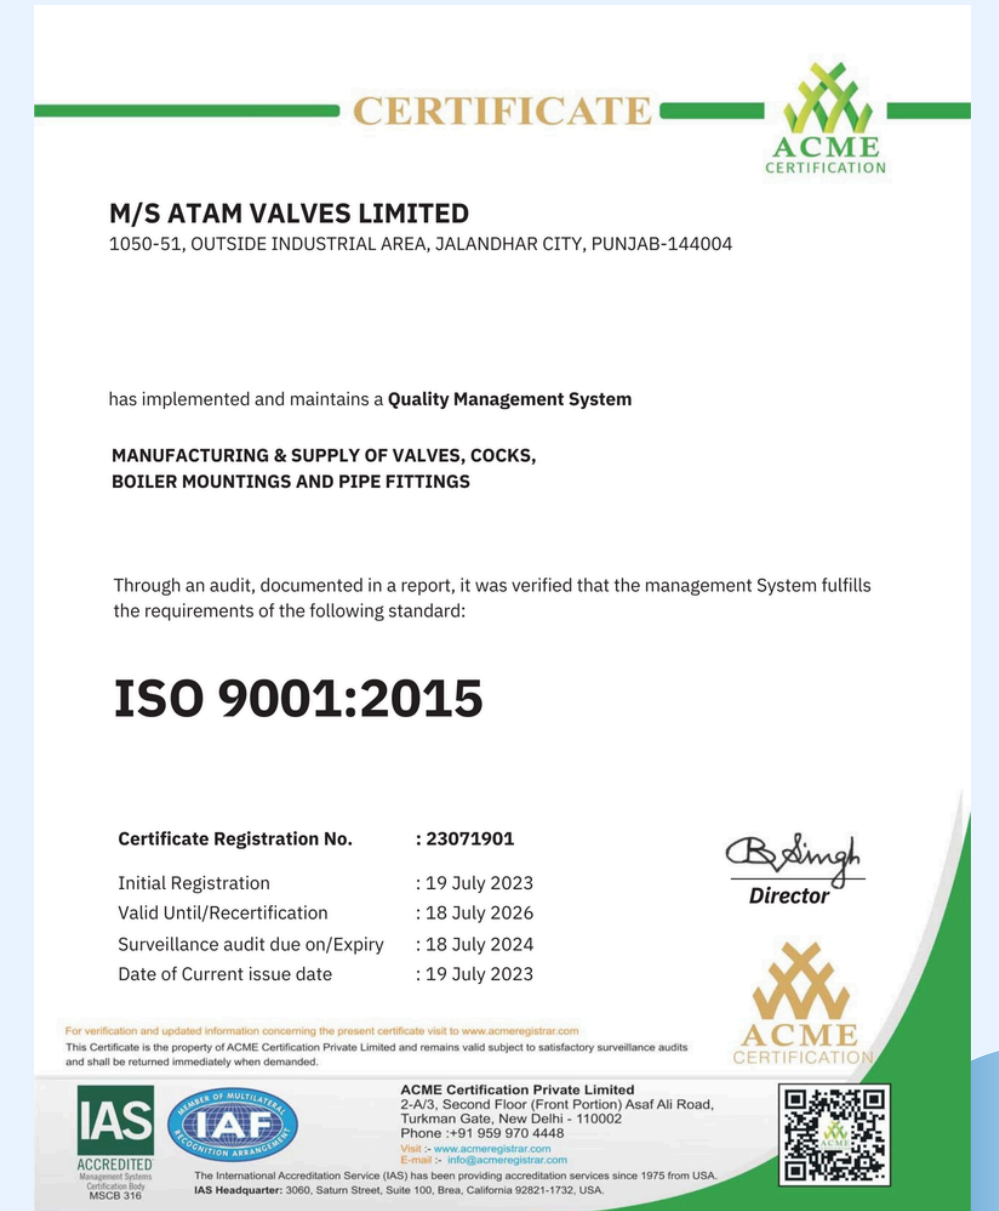 CERTIFICATE
ACME
CERTIFICATION
M/S ATAM VALVES LIMITED
1050-51, OUTSIDE INDUSTRIAL AREA, JALANDHAR CITY, PUNJAB-144004
has implemented and maintains a Quality Management System
MANUFACTURING & SUPPLY OF VALVES, COCKS,
BOILER MOUNTINGS AND PIPE FITTINGS
Through an audit, documented in a report, it was verified that the management System fulfills
the requirements of the following standard:
ISO 9001:2015
Certificate Registration No. : 23071901
Initial Registration : 19 July 2023
Valid Until/Recertification : 18 July 2026
Surveillance audit due on/Expiry : 18 July 2024
Date of Current issue date : 19 July 2023
B Singh
Director
ACME
CERTIFICATION
For verification and updated information concerning the present certificate visit to www.acmeregistrar.com
This Certificate is the property of ACME Certification Private Limited and remains valid subject to satisfactory surveillance audits
and shall be returned immediately when demanded.
IAS
ACCREDITED
Management Systems
Certification Body
MSCB 316
MEMBER OF MULTILATERAL
IAF
RECOGNITION ARRANGEMENT
ACME Certification Private Limited
2-A/3, Second Floor (Front Portion) Asaf Ali Road,
Turkman Gate, New Delhi - 110002
Phone :+91 959 970 4448
Visit :- www.acmeregistrar.com
E-mail :- info@acmeregistrar.com
The International Accreditation Service (IAS) has been providing accreditation services since 1975 from USA.
IAS Headquarter: 3060, Saturn Street, Suite 100, Brea, California 92821-1732, USA.
ACME